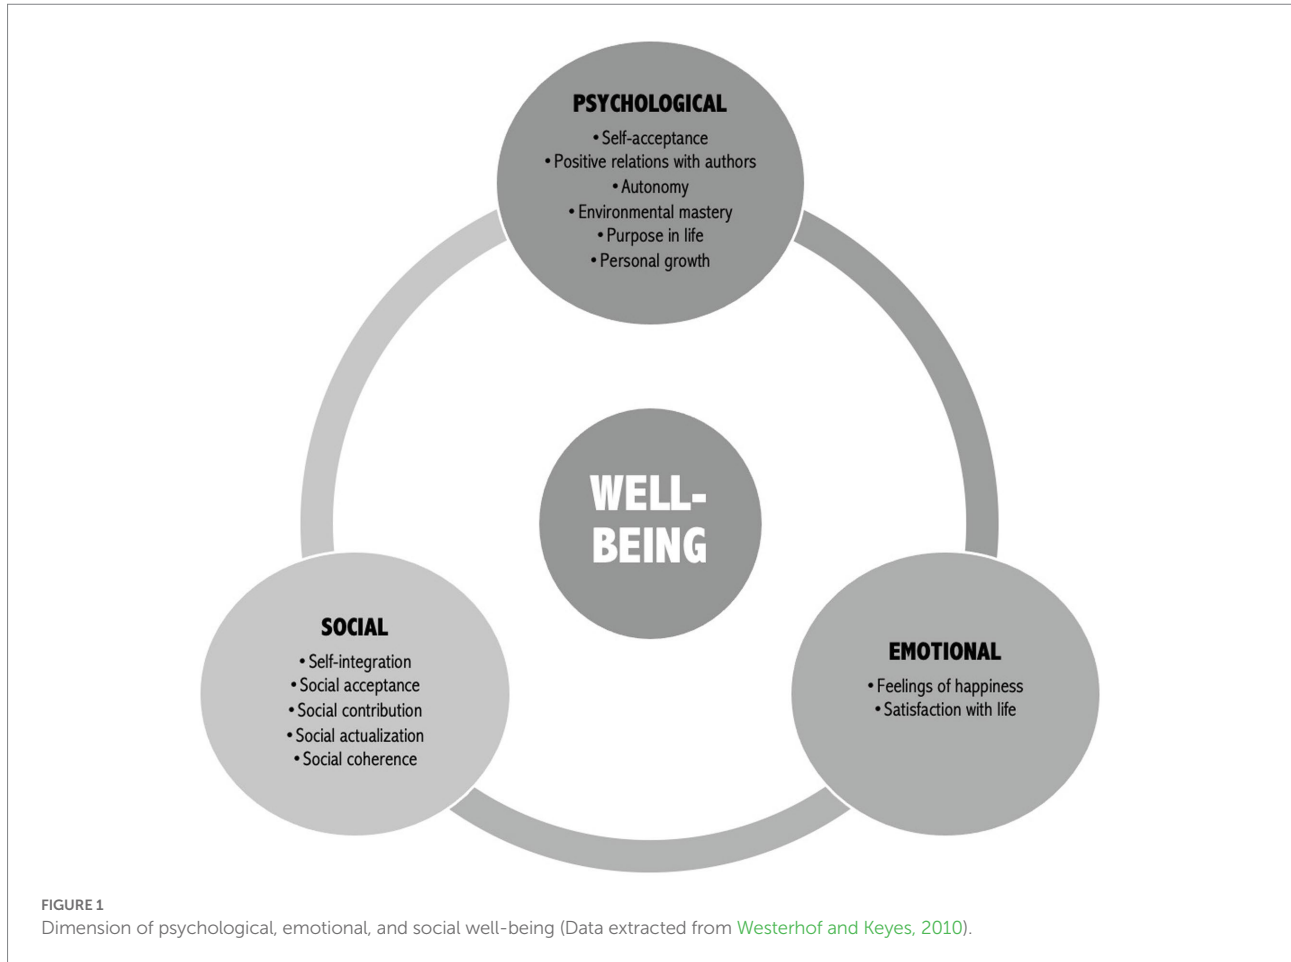 PSYCHOLOGICAL
• Self-acceptance
• Positive relations with authors
• Autonomy
• Environmental mastery
• Purpose in life
• Personal growth
WELL-
BEING
SOCIAL
• Self-integration
• Social acceptance
• Social contribution
• Social actualization
• Social coherence
EMOTIONAL
• Feelings of happiness
• Satisfaction with life
FIGURE 1
Dimension of psychological, emotional, and social well-being (Data extracted from Westerhof and Keyes, 2010).